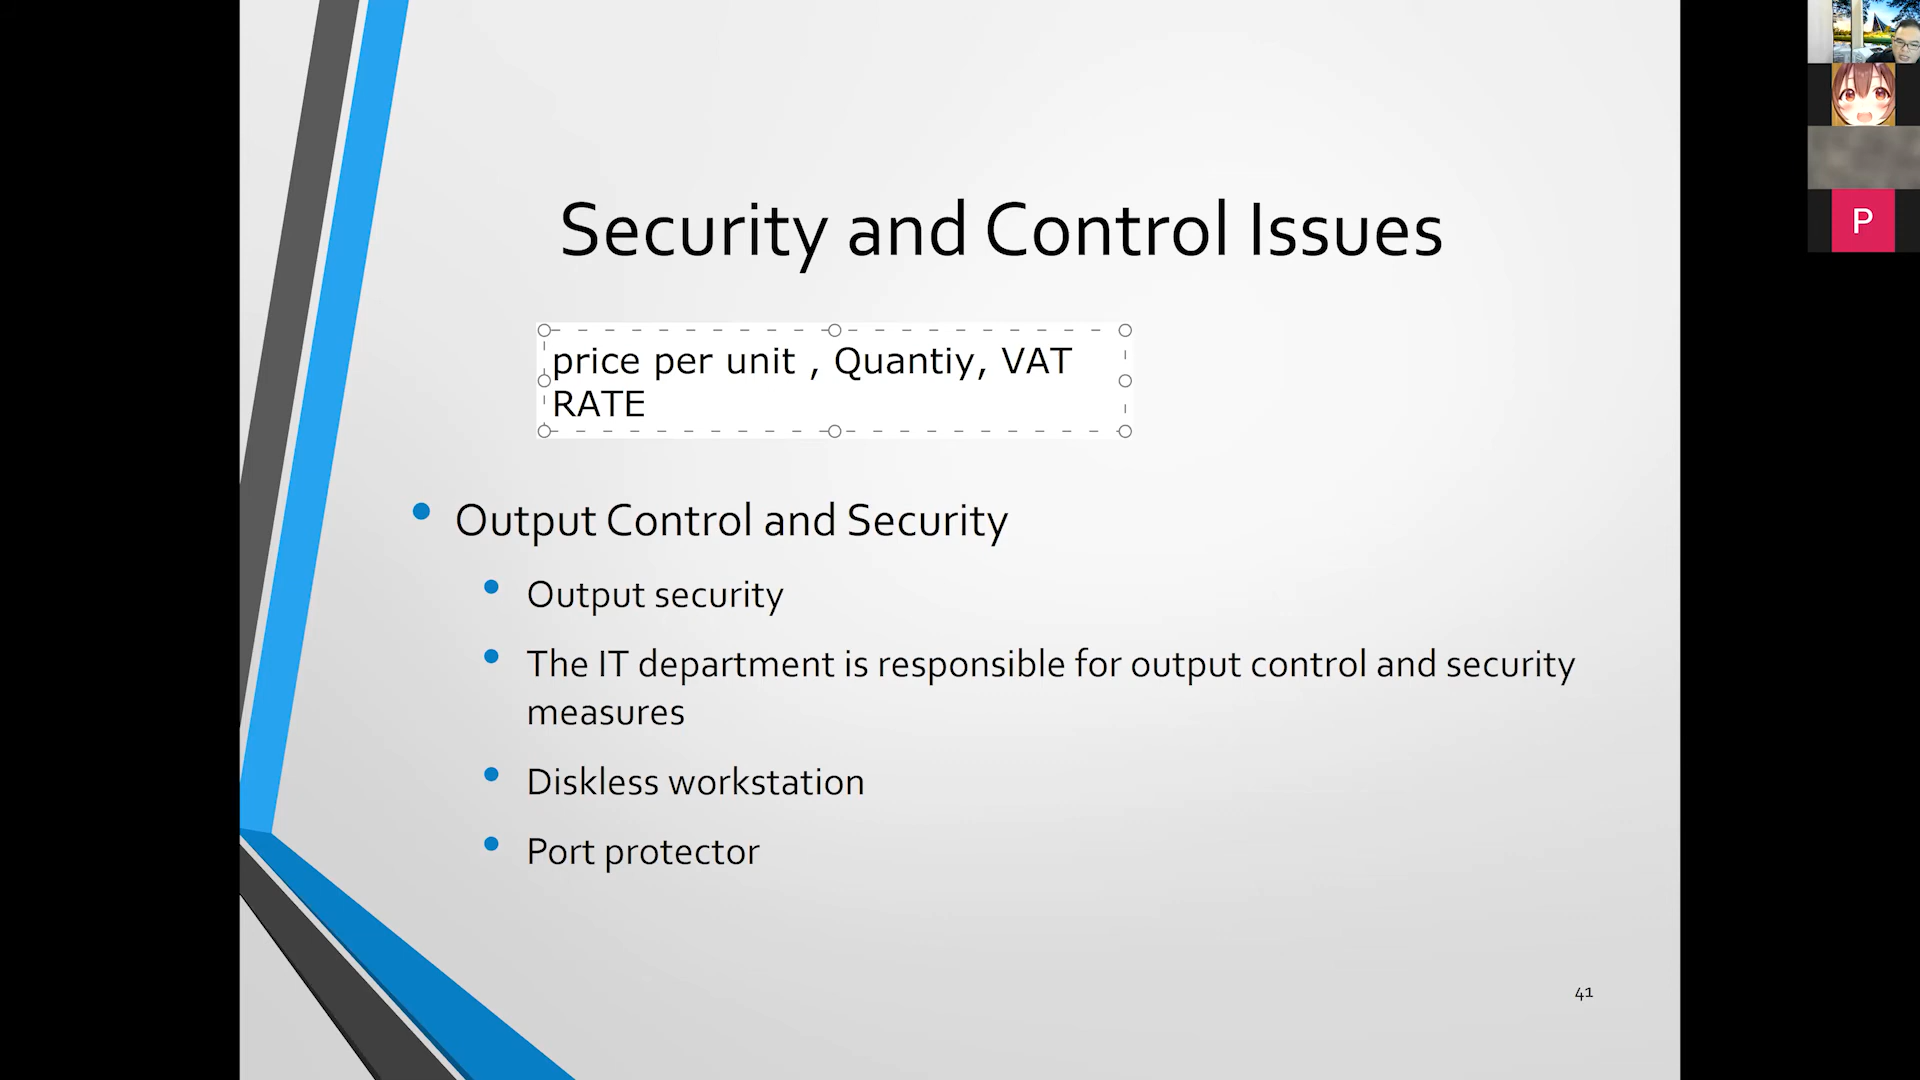 Security and Control Issues
price per unit , Quantiy, VAT
RATE
Output Control and Security
Output security
The IT department is responsible for output control and security
measures
Diskless workstation
Port protector
41
P